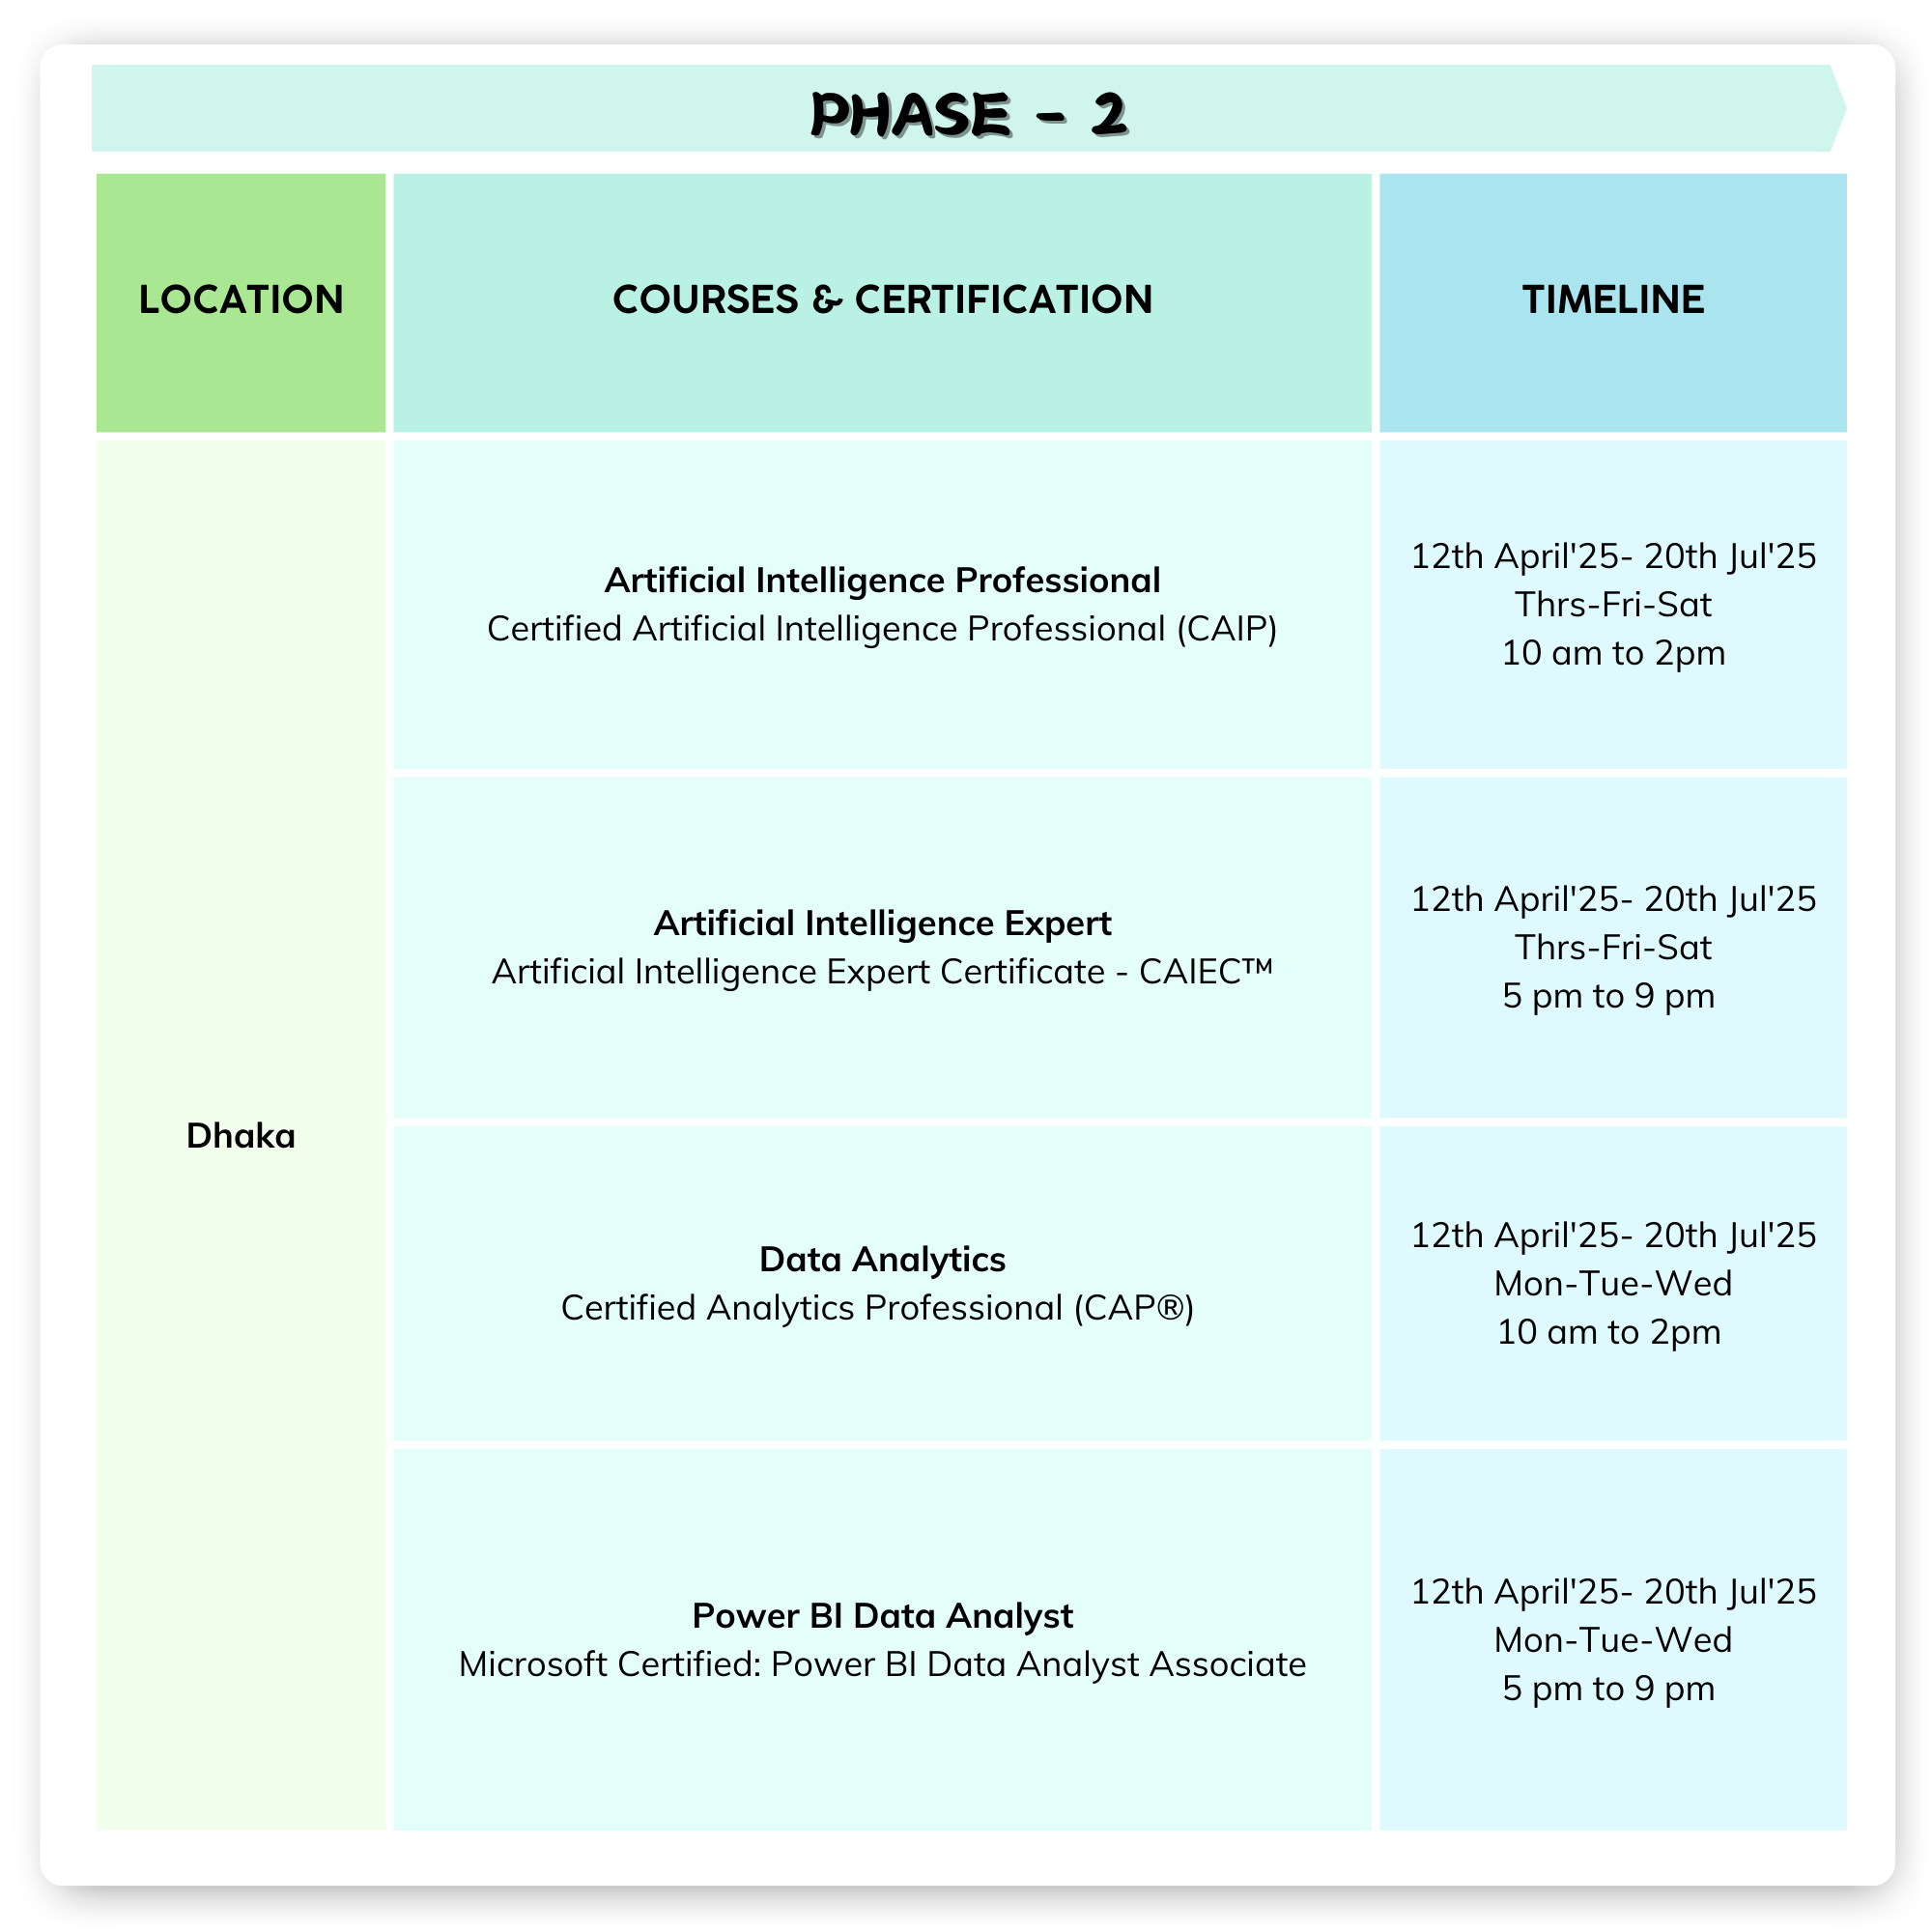 PHASE - 2
LOCATION
COURSES & CERTIFICATION
TIMELINE
Dhaka
Artificial Intelligence Professional
Certified Artificial Intelligence Professional (CAIP)
12th April'25- 20th Jul'25
Thrs-Fri-Sat
10 am to 2pm
Artificial Intelligence Expert
Artificial Intelligence Expert Certificate - CAIEC™
12th April'25- 20th Jul'25
Thrs-Fri-Sat
5 pm to 9 pm
Data Analytics
Certified Analytics Professional (CAP®)
12th April'25- 20th Jul'25
Mon-Tue-Wed
10 am to 2pm
Power BI Data Analyst
Microsoft Certified: Power BI Data Analyst Associate
12th April'25- 20th Jul'25
Mon-Tue-Wed
5 pm to 9 pm